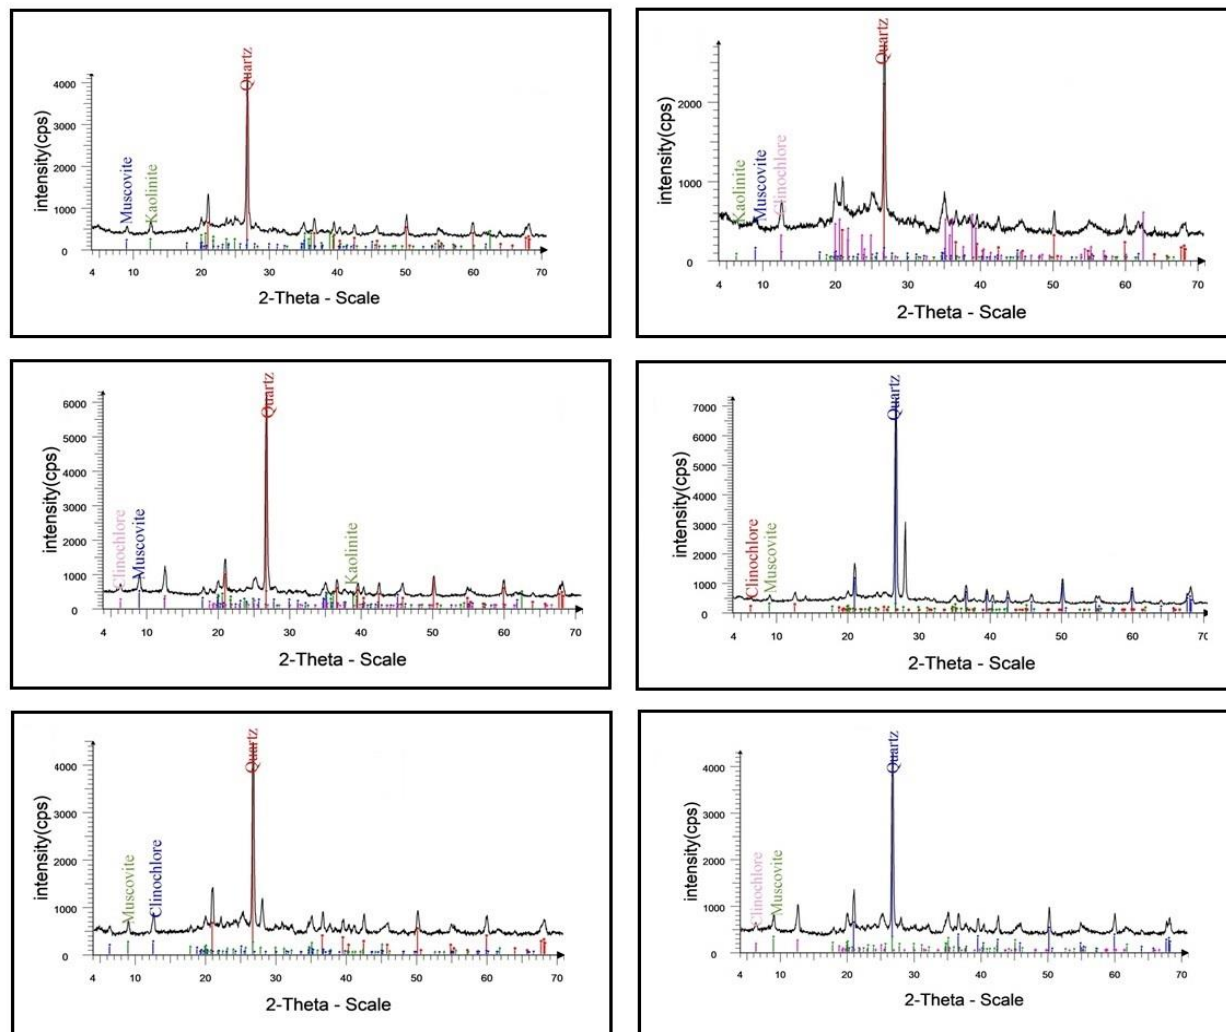 Quartz
4000
3000
2000
1000
0
intensity(cps)
Muscovite
Kaolinite
4 10 20 30 40 50 60 70
2-Theta - Scale
Quartz
2000
1000
0
intensity(cps)
Kaolinite
Muscovite
Clinochlore
4 10 20 30 40 50 60 70
2-Theta - Scale
Quartz
6000
5000
4000
3000
2000
1000
0
intensity(cps)
Clinochlore
Muscovite
Kaolinite
4 10 20 30 40 50 60 70
2-Theta - Scale
Quartz
7000
6000
5000
4000
3000
2000
1000
0
intensity(cps)
Clinochlore
Muscovite
4 10 20 30 40 50 60 70
2-Theta - Scale
Quartz
4000
3000
2000
1000
0
intensity(cps)
Muscovite
Clinochlore
4 10 20 30 40 50 60 70
2-Theta - Scale
Quartz
4000
3000
2000
1000
0
intensity(cps)
Clinochlore
Muscovite
4 10 20 30 40 50 60 70
2-Theta - Scale